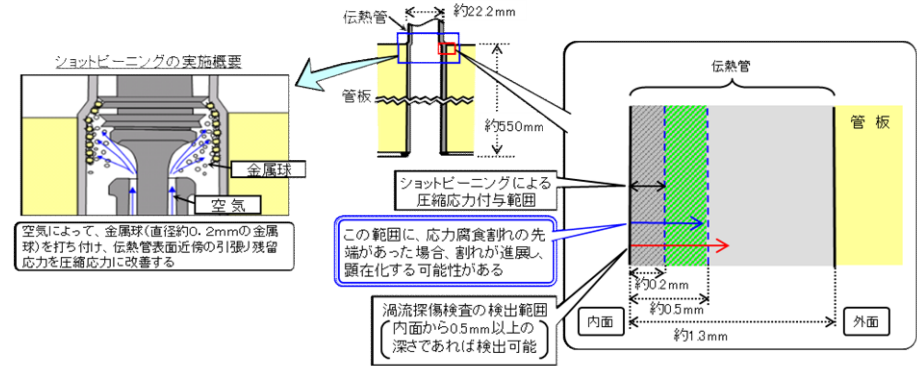 ショットピーニングの実施概要
金属球
空気
空気によって、金属球(直径約0.2mmの金属
球)を打ち付け、伝熱管表面近傍の引張り残留
応力を圧縮応力に改善する
伝熱管
約22.2mm
管板
約550mm
ショットピーニングによる
圧縮応力付与範囲
この範囲に、応力腐食割れの先
端があった場合、割れが進展し、
顕在化する可能性がある
渦流探傷検査の検出範囲
内面から0.5mm以上の
深さであれば検出可能
伝熱管
管板
約0.2mm
約0.5mm
内面
外面
約1.3mm